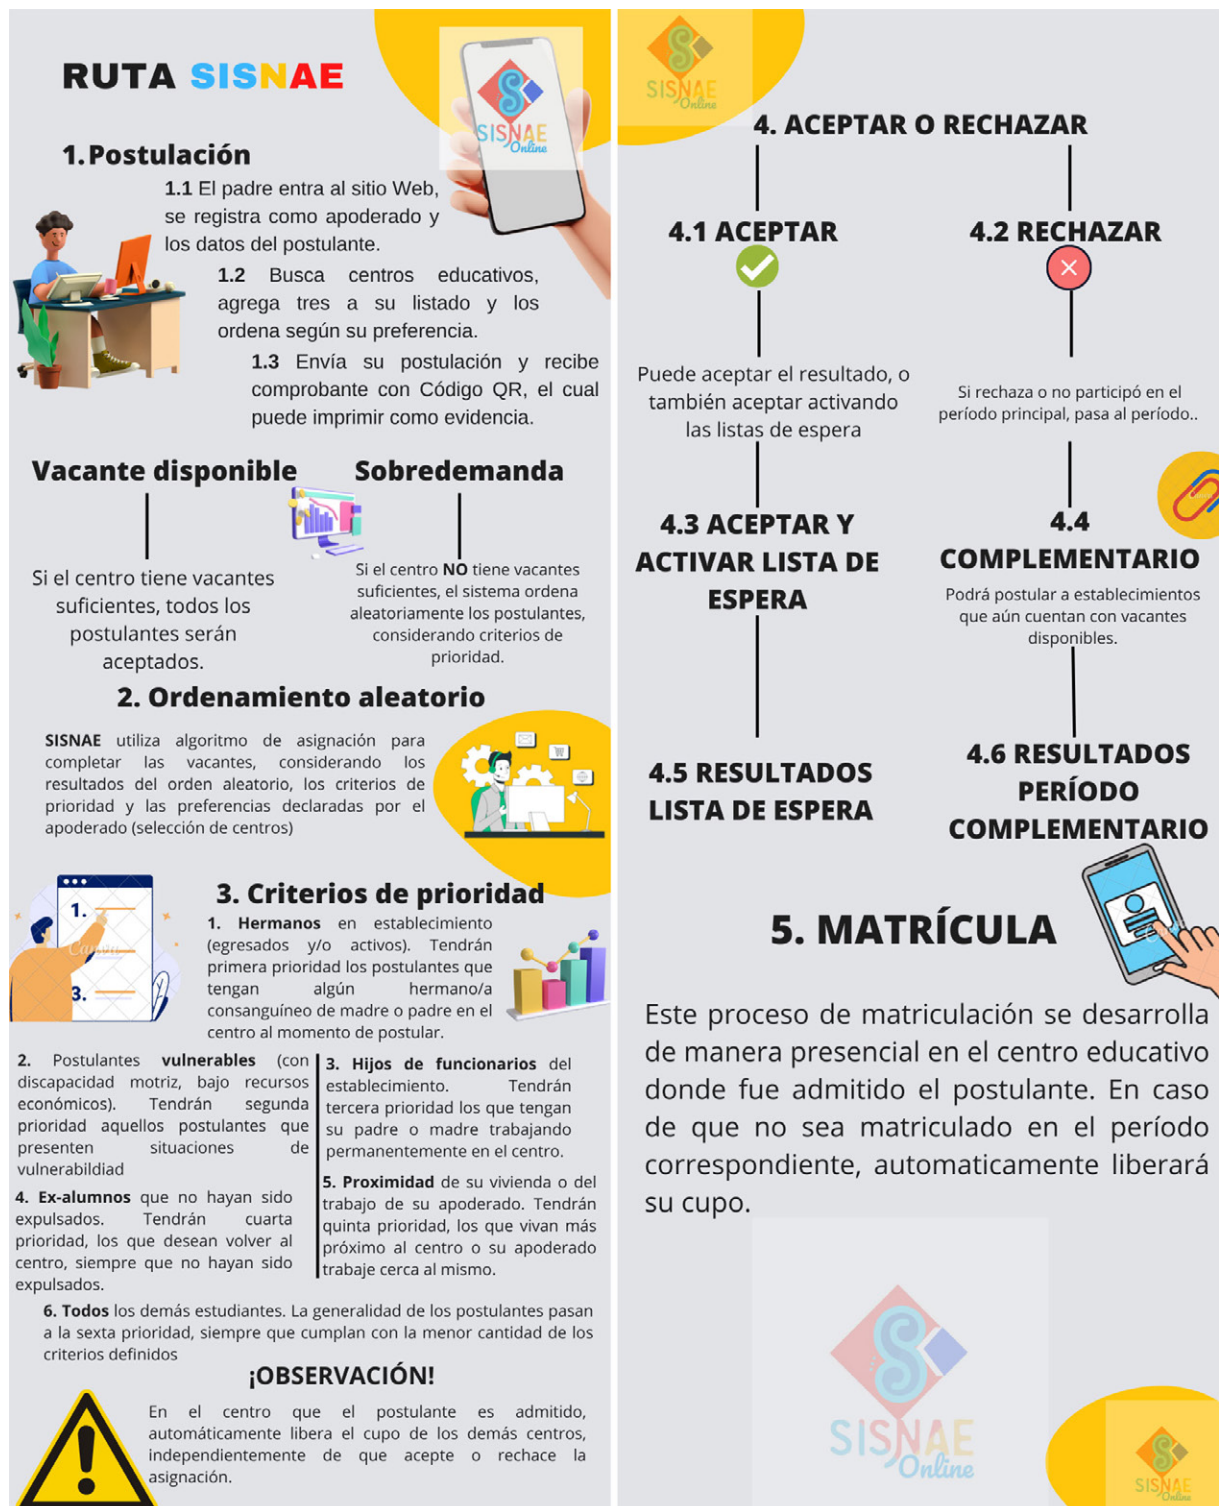 RUTA SISNAE
SISNAE
Online
1.Postulación
1.1 El padre entra al sitio Web,
se registra como apoderado y
los datos del postulante.
1.2 Busca centros educativos,
agrega tres a su listado y los
ordena según su preferencia.
1.3 Envía su postulación y recibe
comprobante con Código QR, el cual
puede imprimir como evidencia.
Vacante disponible
Si el centro tiene vacantes
suficientes, todos los
postulantes serán
aceptados.
Sobredemanda
Si el centro NO tiene vacantes
suficientes, el sistema ordena
aleatoriamente los postulantes,
considerando criterios de
prioridad.
2. Ordenamiento aleatorio
SISNAE utiliza algoritmo de asignación para
completar las vacantes, considerando los
resultados del orden aleatorio, los criterios de
prioridad y las preferencias declaradas por el
apoderado (selección de centros)
1.
Canva
3.
3. Criterios de prioridad
1. Hermanos en establecimiento
(egresados y/o activos). Tendrán
primera prioridad los postulantes que
tengan algún hermano/a
consanguíneo de madre o padre en el
centro al momento de postular.
2. Postulantes vulnerables (con
discapacidad motriz, bajo recursos
económicos). Tendrán segunda
prioridad aquellos postulantes que
presenten situaciones de
vulnerabildiad
3. Hijos de funcionarios del
establecimiento. Tendrán
tercera prioridad los que tengan
su padre o madre trabajando
permanentemente en el centro.
4. Ex-alumnos que no hayan sido
expulsados. Tendrán cuarta
prioridad, los que desean volver al
centro, siempre que no hayan sido
expulsados.
5. Proximidad de su vivienda o del
trabajo de su apoderado. Tendrán
quinta prioridad, los que vivan más
próximo al centro o su apoderado
trabaje cerca al mismo.
6. Todos los demás estudiantes. La generalidad de los postulantes pasan
a la sexta prioridad, siempre que cumplan con la menor cantidad de los
criterios definidos
¡OBSERVACIÓN!
En el centro que el postulante es admitido,
automáticamente libera el cupo de los demás centros,
independientemente de que acepte o rechace la
asignación.
SISNAE
Online
4. ACEPTAR O RECHAZAR
4.1 ACEPTAR
Puede aceptar el resultado, o
también aceptar activando
las listas de espera
4.3 ACEPTAR Y
ACTIVAR LISTA DE
ESPERA
4.5 RESULTADOS
LISTA DE ESPERA
4.2 RECHAZAR
Si rechaza o no participó en el
período principal, pasa al período..
4.4
COMPLEMENTARIO
Podrá postular a establecimientos
que aún cuentan con vacantes
disponibles.
4.6 RESULTADOS
PERÍODO
COMPLEMENTARIO
5. MATRÍCULA
Este proceso de matriculación se desarrolla
de manera presencial en el centro educativo
donde fue admitido el postulante. En caso
de que no sea matriculado en el período
correspondiente, automaticamente liberará
su cupo.
SISNAE
Online
SISNAE
Online